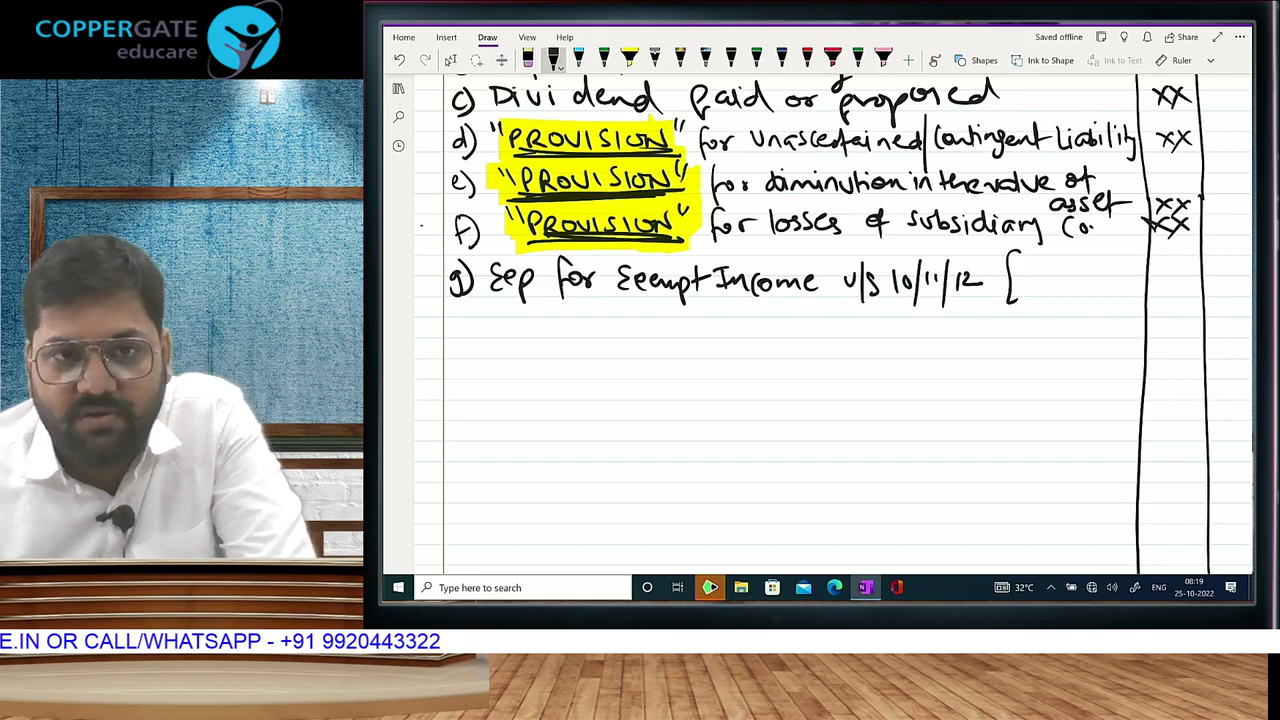 COPPERGATE
educare
Home Insert Draw View Help
Saved offline
Share
Shapes
Ink to Shape
Ink to Text
Ruler
c) Dividend paid or proposed XX
d) "PROVISION" for unascertained/Contingent Liability XX
e) "PROVISION" for diminution in the value of
asset XX
f) "PROVISION" for losses of subsidiary Co. XX
g) Exp for Exempt Income u/s 10/11/12 [
Type here to search
32°C
ENG
08:19
25-10-2022
E.IN OR CALL/WHATSAPP - +91 9920443322